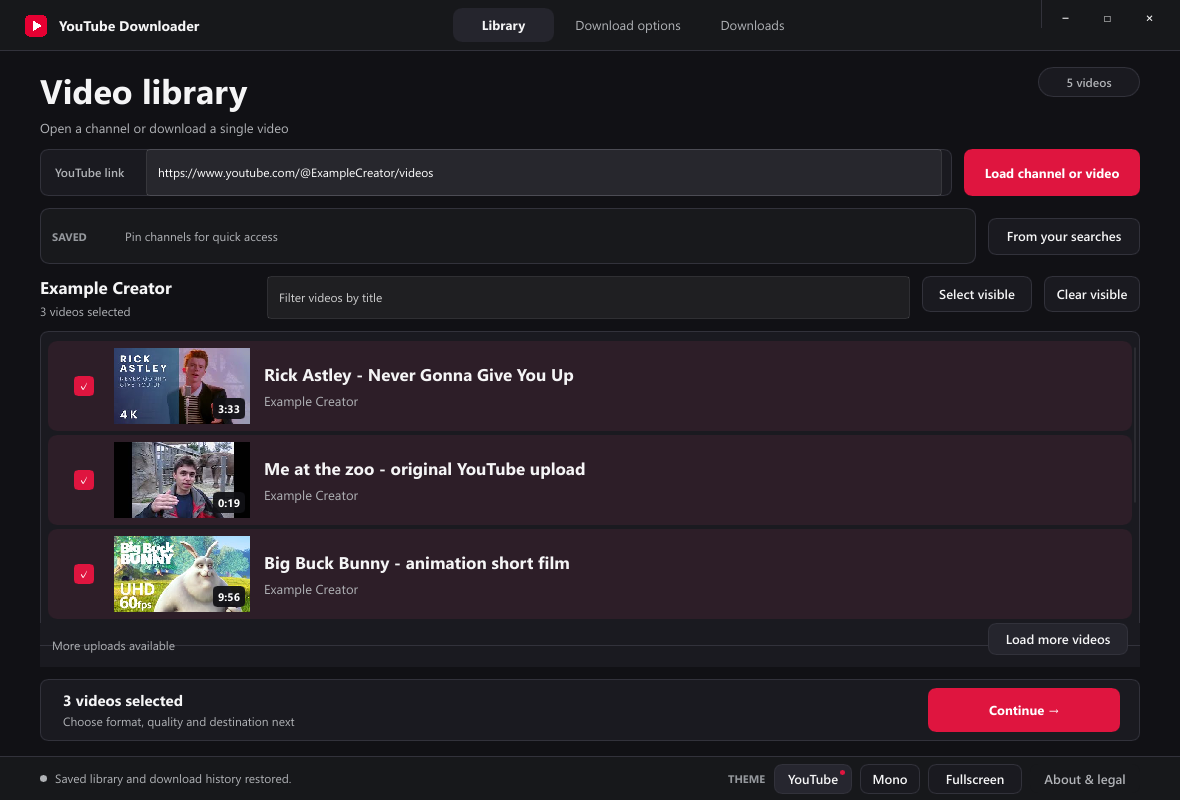 YouTube Downloader
Library
Download options
Downloads
Video library
5 videos
Open a channel or download a single video
YouTube link
https://www.youtube.com/@ExampleCreator/videos
Load channel or video
SAVED
Pin channels for quick access
From your searches
Example Creator
3 videos selected
Filter videos by title
Select visible
Clear visible
RICK
ASTLEY
NEVER GONNA
GIVE YOU UP
4K
3:33
Rick Astley - Never Gonna Give You Up
Example Creator
0:19
Me at the zoo - original YouTube upload
Example Creator
Big Buck
BUNNY
UHD
60fps
9:56
Big Buck Bunny - animation short film
Example Creator
More uploads available
Load more videos
3 videos selected
Choose format, quality and destination next
Continue →
Saved library and download history restored.
THEME
YouTube
Mono
Fullscreen
About & legal